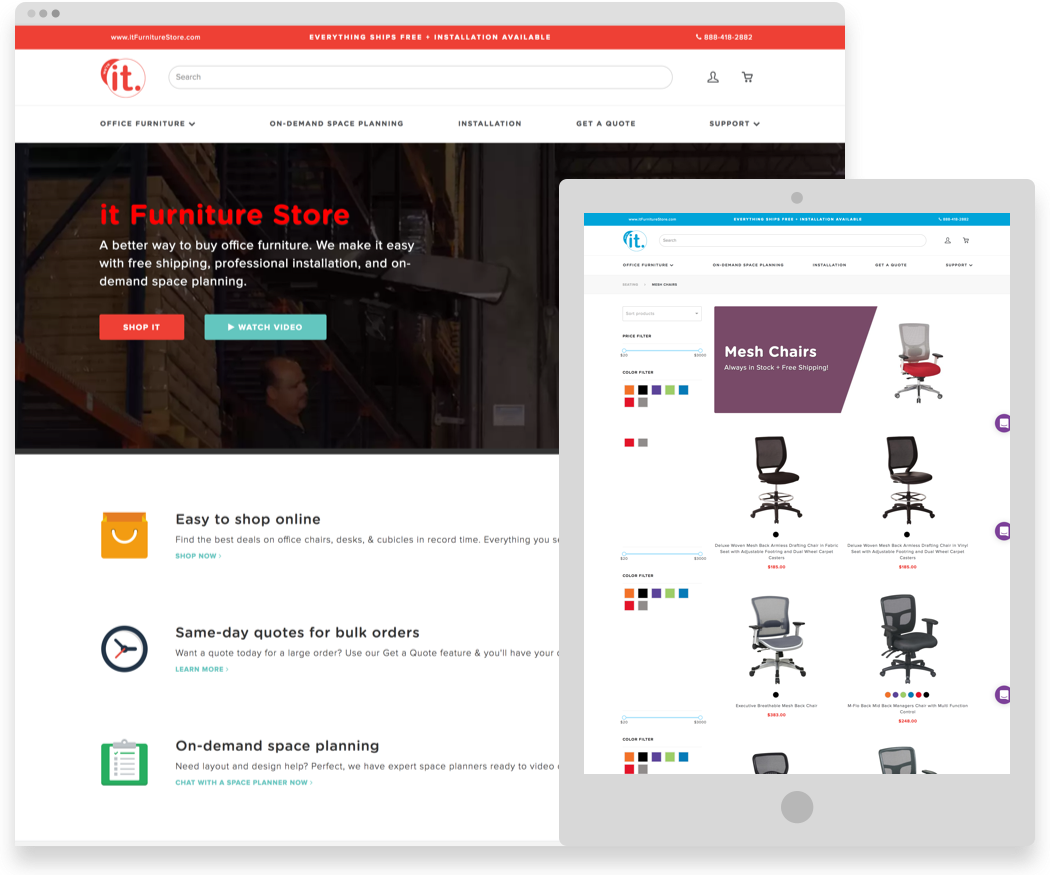 www.itFurnitureStore.com
EVERYTHING SHIPS FREE + INSTALLATION AVAILABLE
888-418-2882
it.
Search
OFFICE FURNITURE
ON-DEMAND SPACE PLANNING
INSTALLATION
GET A QUOTE
SUPPORT
it Furniture Store
A better way to buy office furniture. We make it easy
with free shipping, professional installation, and on-
demand space planning.
SHOP IT
WATCH VIDEO
Easy to shop online
Find the best deals on office chairs, desks, & cubicles in record time. Everything you se
SHOP NOW ›
Same-day quotes for bulk orders
Want a quote today for a large order? Use our Get a Quote feature & you'll have your
LEARN MORE ›
On-demand space planning
Need layout and design help? Perfect, we have expert space planners ready to video
CHAT WITH A SPACE PLANNER NOW ›
www.itFurnitureStore.com
EVERYTHING SHIPS FREE + INSTALLATION AVAILABLE
888-418-2882
it.
Search
OFFICE FURNITURE
ON-DEMAND SPACE PLANNING
INSTALLATION
GET A QUOTE
SUPPORT
SEATING
MESH CHAIRS
Sort products
PRICE FILTER
$20
$3000
COLOR FILTER
Mesh Chairs
Always in Stock + Free Shipping!
Deluxe Woven Mesh Back Armless Drafting Chair in Fabric
Seat with Adjustable Footring and Dual Wheel Carpet
Casters
$185.00
Deluxe Woven Mesh Back Armless Drafting Chair in Vinyl
Seat with Adjustable Footring and Dual Wheel Carpet
Casters
$185.00
COLOR FILTER
Executive Breathable Mesh Back Chair
$383.00
M-Flo Back Mid Back Managers Chair with Multi Function
Control
$348.00
$20
$3000
COLOR FILTER